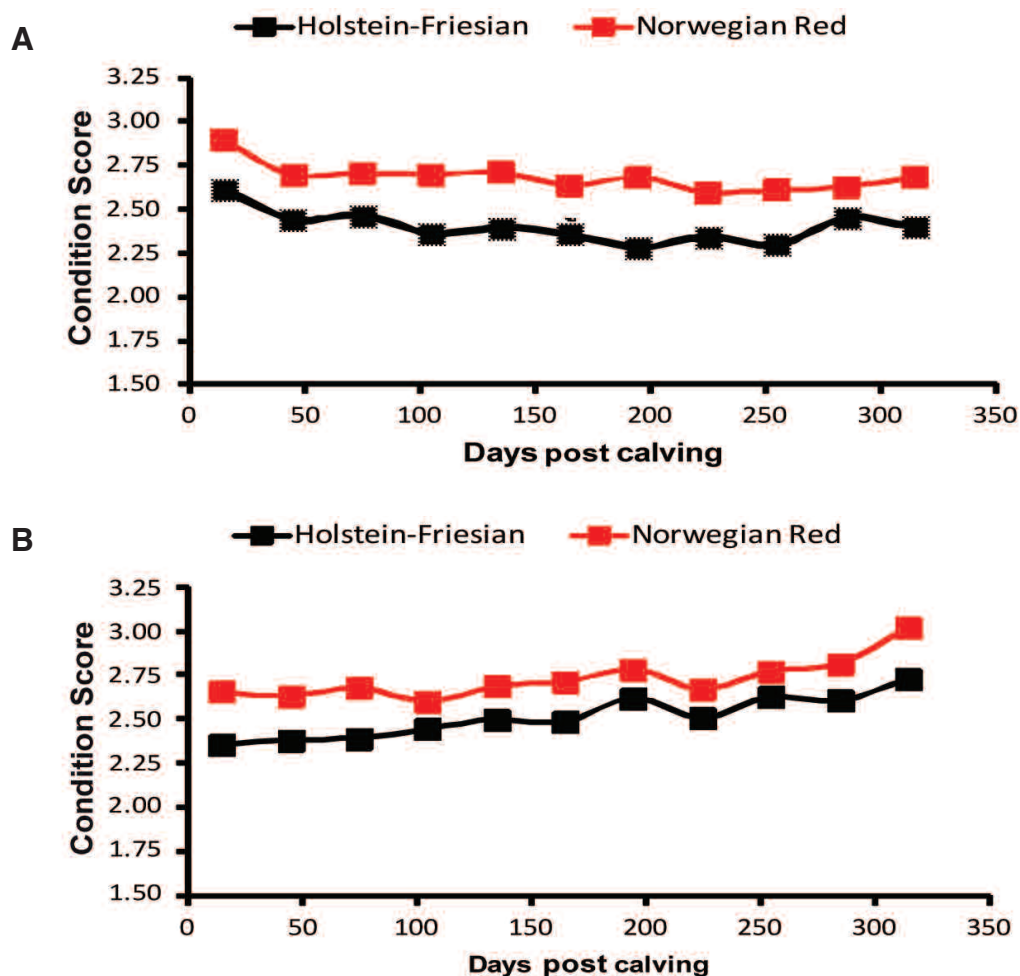 A
Holstein-Friesian Norwegian Red
Condition Score
3.25
3.00
2.75
2.50
2.25
2.00
1.75
1.50
0 50 100 150 200 250 300 350
Days post calving
B
Holstein-Friesian Norwegian Red
Condition Score
3.25
3.00
2.75
2.50
2.25
2.00
1.75
1.50
0 50 100 150 200 250 300 350
Days post calving